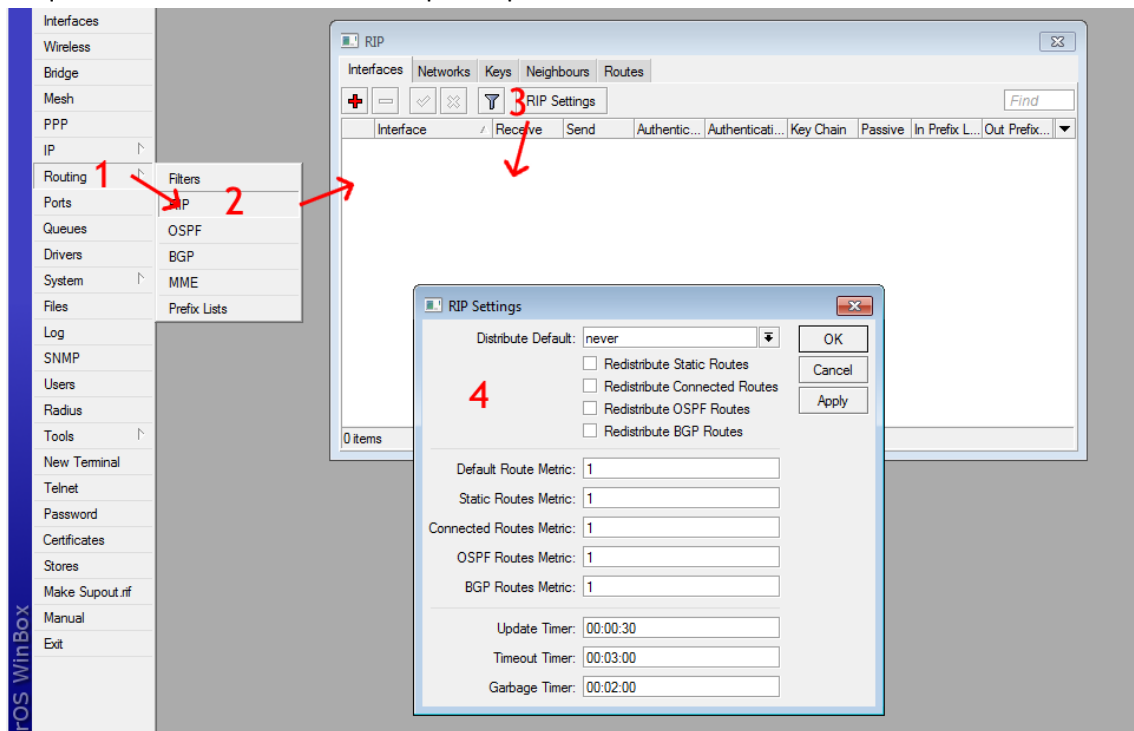 Interfaces
Wireless
Bridge
Mesh
PPP
IP
Routing 1
Ports
Queues
Drivers
System
Files
Log
SNMP
Users
Radius
Tools
New Terminal
Telnet
Password
Certificates
Stores
Make Supout.rif
Manual
Exit
rOS WinBox
Filters
RIP 2
OSPF
BGP
MME
Prefix Lists
RIP
Interfaces Networks Keys Neighbours Routes
3 RIP Settings Find
Interface Receive Send Authentic... Authenticati... Key Chain Passive In Prefix L... Out Prefix...
0 items
RIP Settings
Distribute Default: never OK
Redistribute Static Routes Cancel
Redistribute Connected Routes
4 Redistribute OSPF Routes Apply
Redistribute BGP Routes
Default Route Metric: 1
Static Routes Metric: 1
Connected Routes Metric: 1
OSPF Routes Metric: 1
BGP Routes Metric: 1
Update Timer: 00:00:30
Timeout Timer: 00:03:00
Garbage Timer: 00:02:00